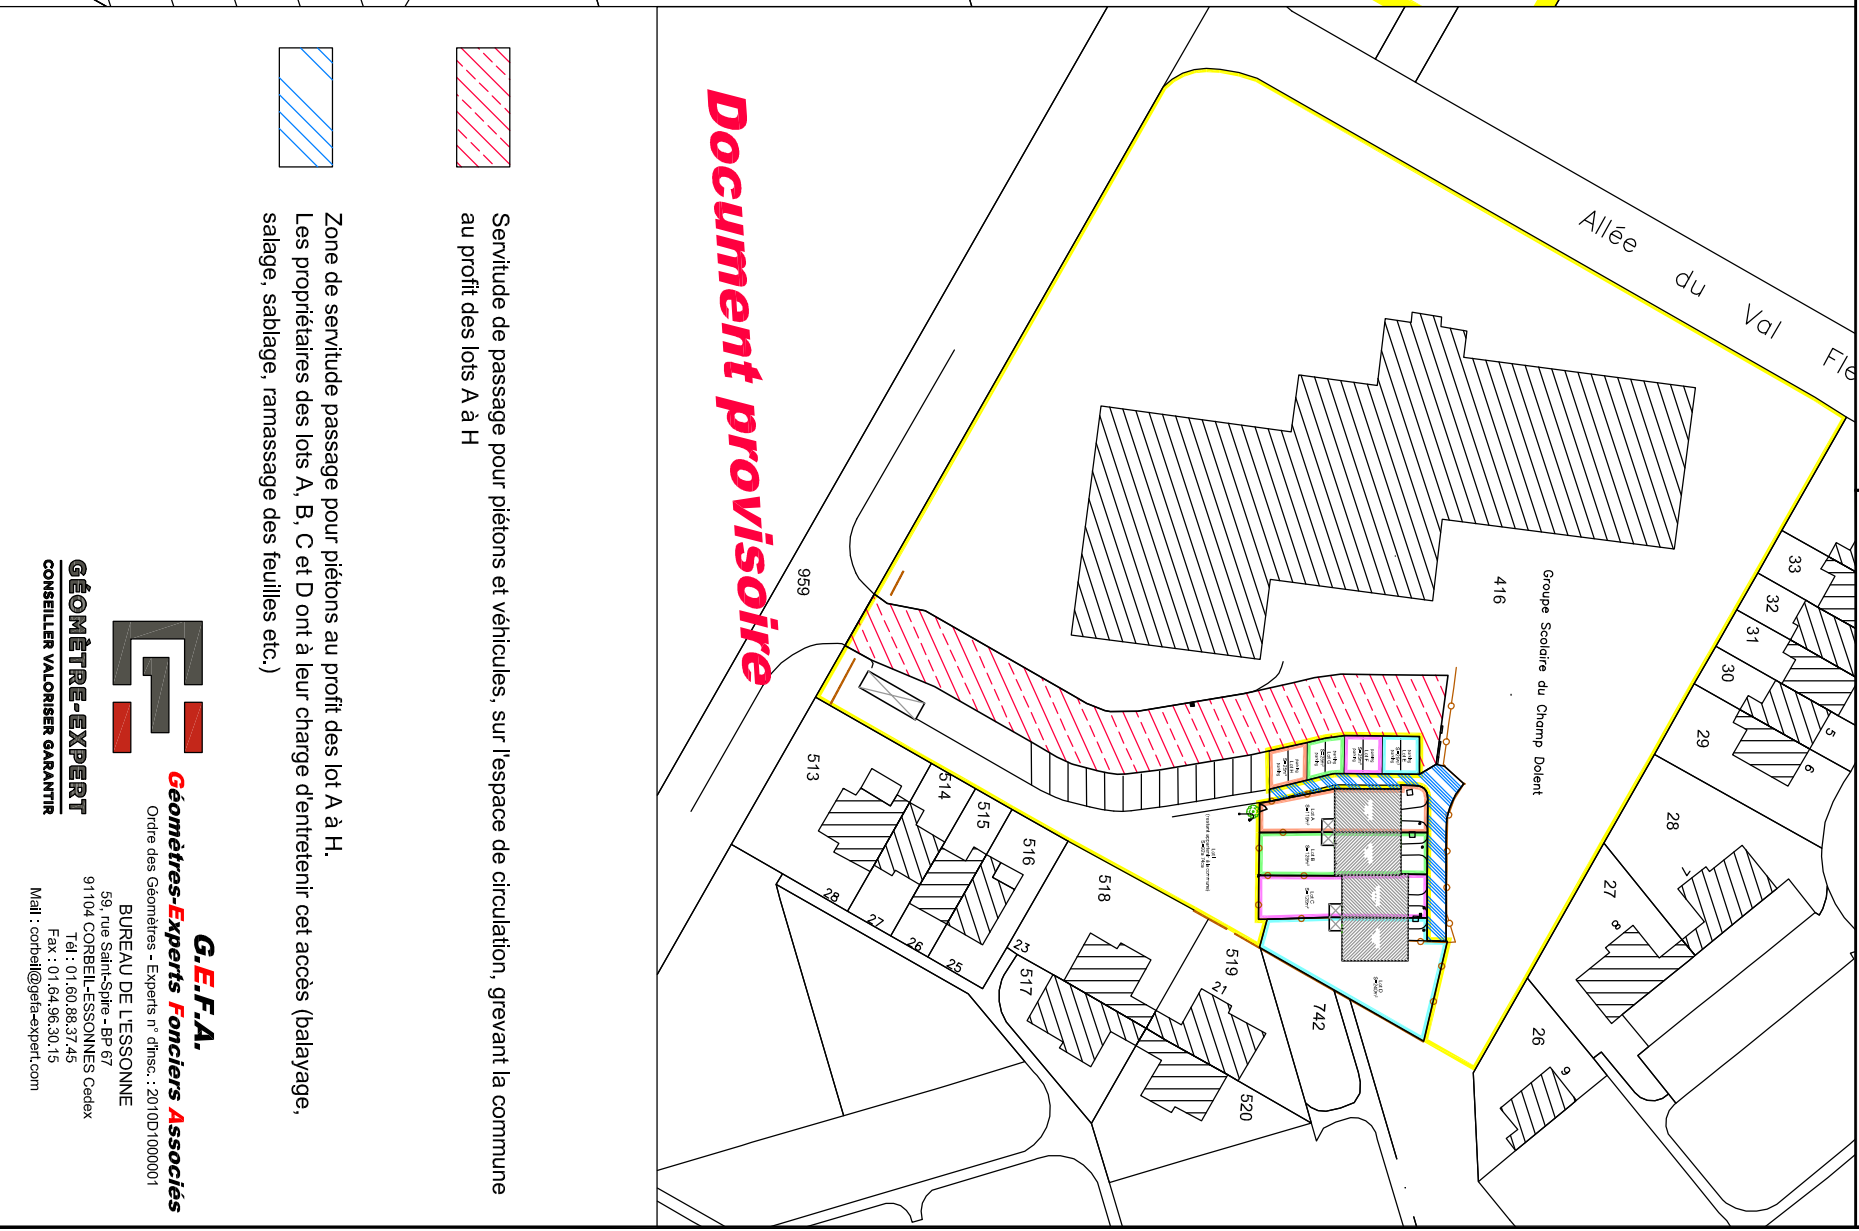 Allée du Val
Groupe Scolaire du Champ Dolent
416
33
32
31
30
29
28
27
26
5
6
7
8
9
959
513
514
515
516
518
517
519
520
742
28
27
26
25
23
21
Lot A
Lot B
Lot C
Lot D
Document provisoire
Servitude de passage pour piétons et véhicules, sur l'espace de circulation, grevant la commune
au profit des lots A à H
Zone de servitude passage pour piétons au profit des lot A à H.
Les propriétaires des lots A, B, C et D ont à leur charge d'entretenir cet accès (balayage,
salage, sablage, ramassage des feuilles etc.)
GÉOMÈTRE-EXPERT
CONSEILLER VALORISER GARANTIR
G.E.F.A.
Géomètres-Experts Fonciers Associés
Ordre des Géomètres - Experts n° d'insc. : 2010D1000001
BUREAU DE L'ESSONNE
59, rue Saint-Spire - BP 67
91104 CORBEIL-ESSONNES Cedex
Tél : 01.60.88.37.45
Fax : 01.64.96.30.15
Mail : corbeil@gefa-expert.com